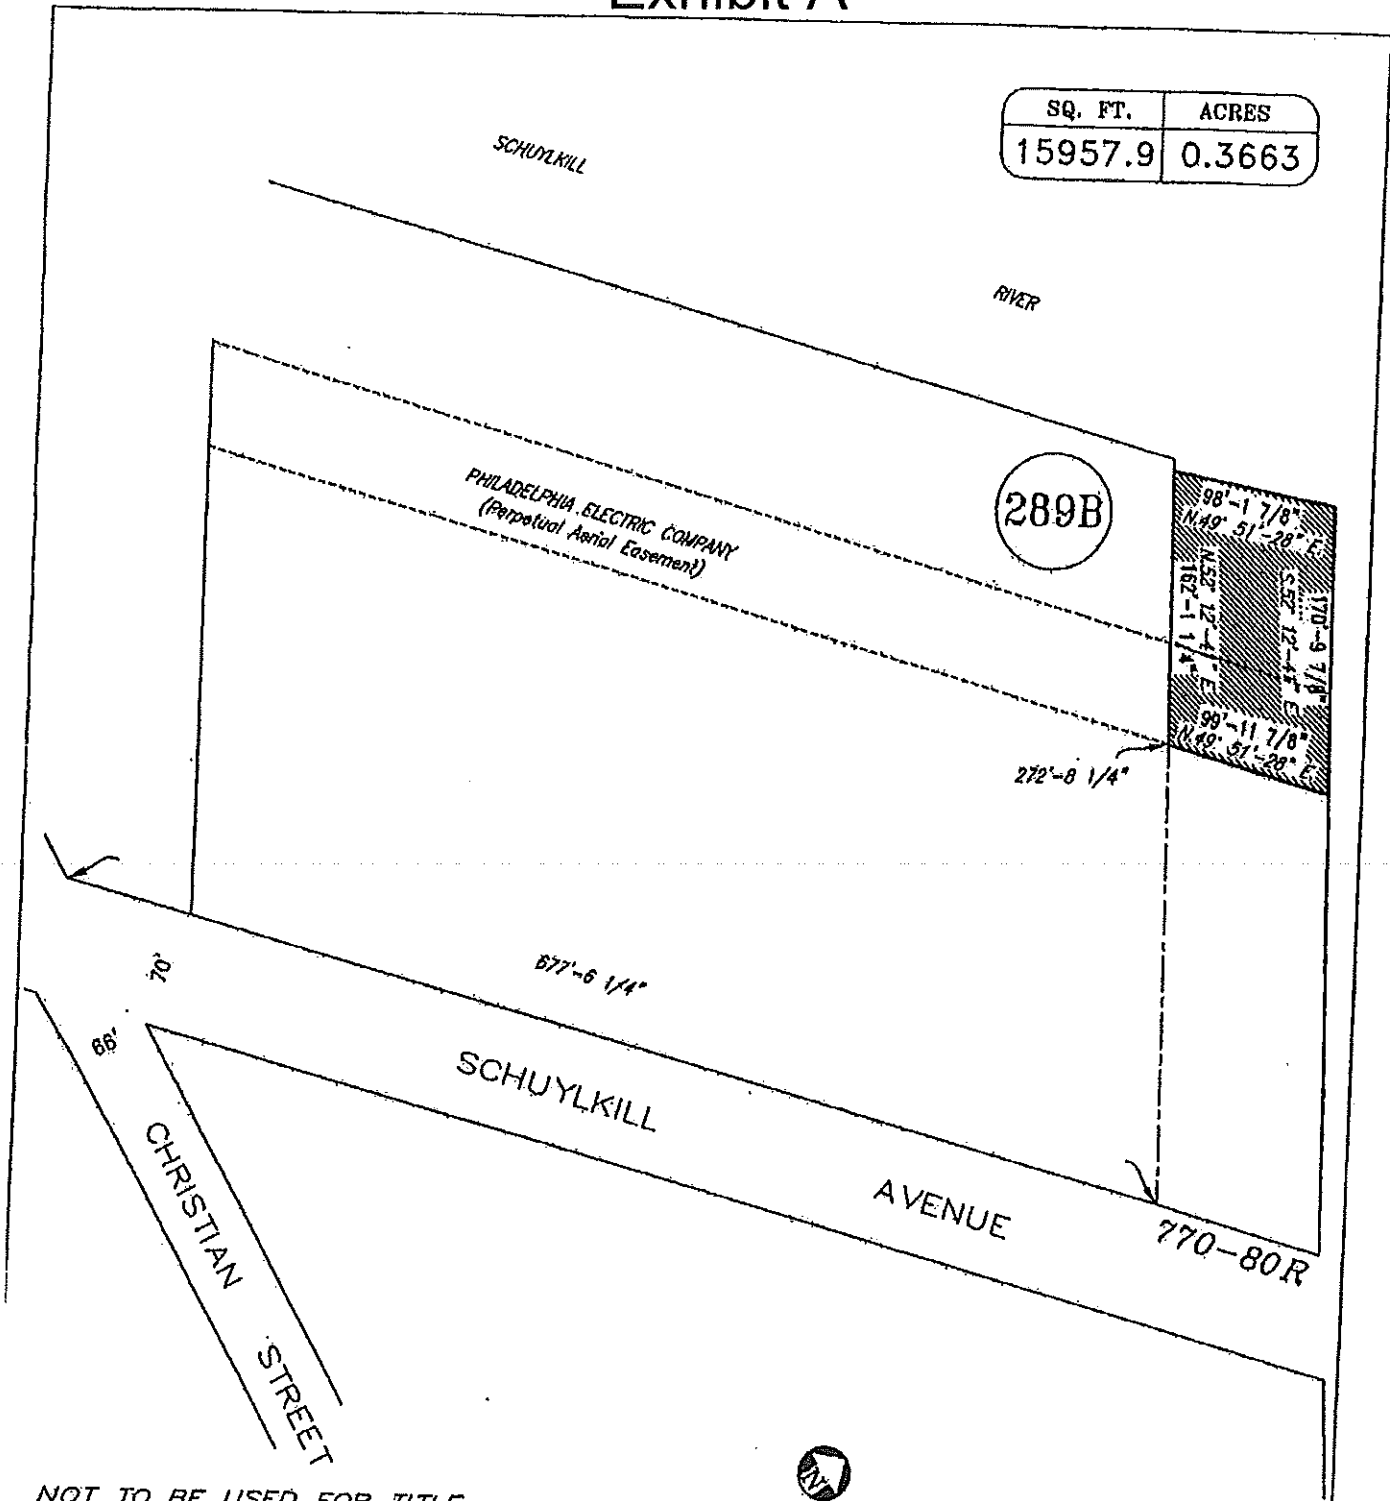 Exhibit A
SQ. FT. ACRES
15957.9 0.3663
SCHUYLKILL
RIVER
PHILADELPHIA ELECTRIC COMPANY
(Perpetual Aerial Easement)
289B
98'-1 7/8"
N.49° 51'-28" E.
N.52° 12'-41" E
162'-1 1/4"
170'-9 7/8"
S.52° 12'-41" E
99'-11 7/8"
N.49° 51'-28" E
272'-8 1/4"
70'
66'
677'-6 1/4"
SCHUYLKILL
AVENUE
770-80R
CHRISTIAN
STREET
N
NOT TO BE USED FOR TITLE